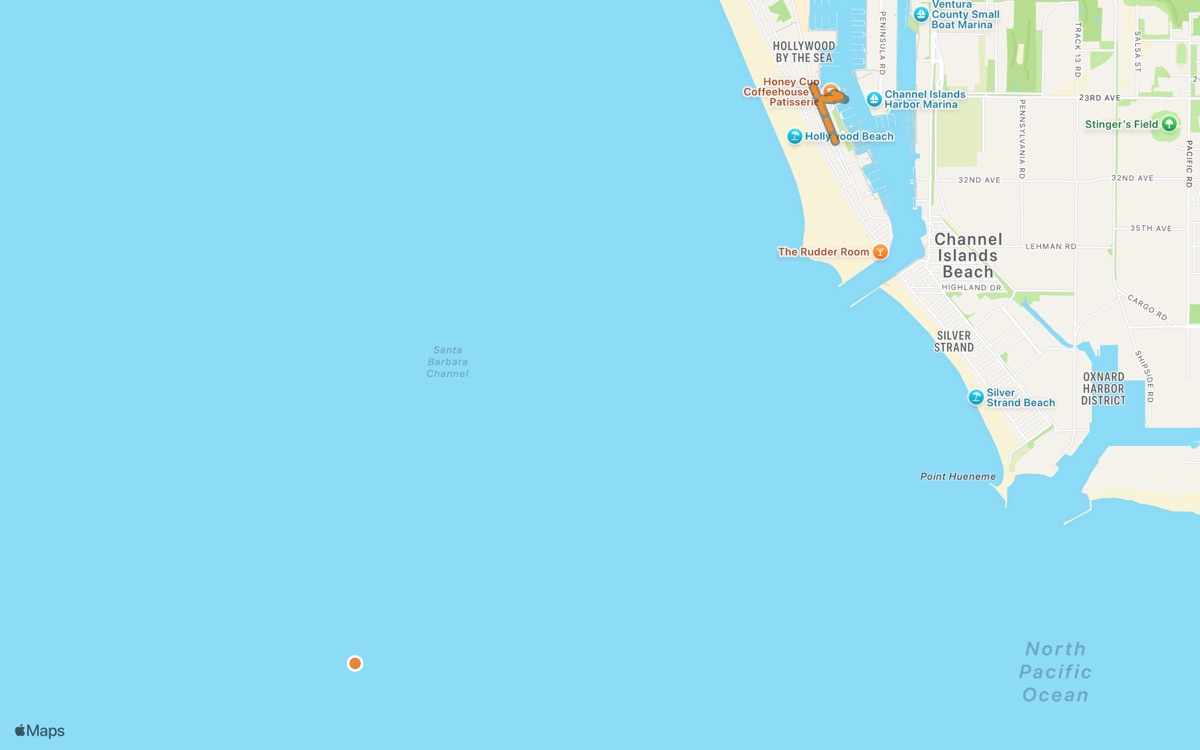 Ventura
County Small
Boat Marina
HOLLYWOOD
BY THE SEA
PENINSULA RD
TRACK 13 RD
SALSA ST
Honey Cup
Coffeehouse
Patisserie
Channel Islands
Harbor Marina
23RD AVE
Stinger's Field
Hollywood Beach
PENNSYLVANIA RD
PACIFIC RD
32ND AVE
32ND AVE
35TH AVE
The Rudder Room
Channel
Islands
Beach
LEHMAN RD
HIGHLAND DR
CARGO RD
SILVER
STRAND
Santa
Barbara
Channel
SHIPSIDE RD
OXNARD
HARBOR
DISTRICT
Silver
Strand Beach
Point Hueneme
North
Pacific
Ocean
Maps